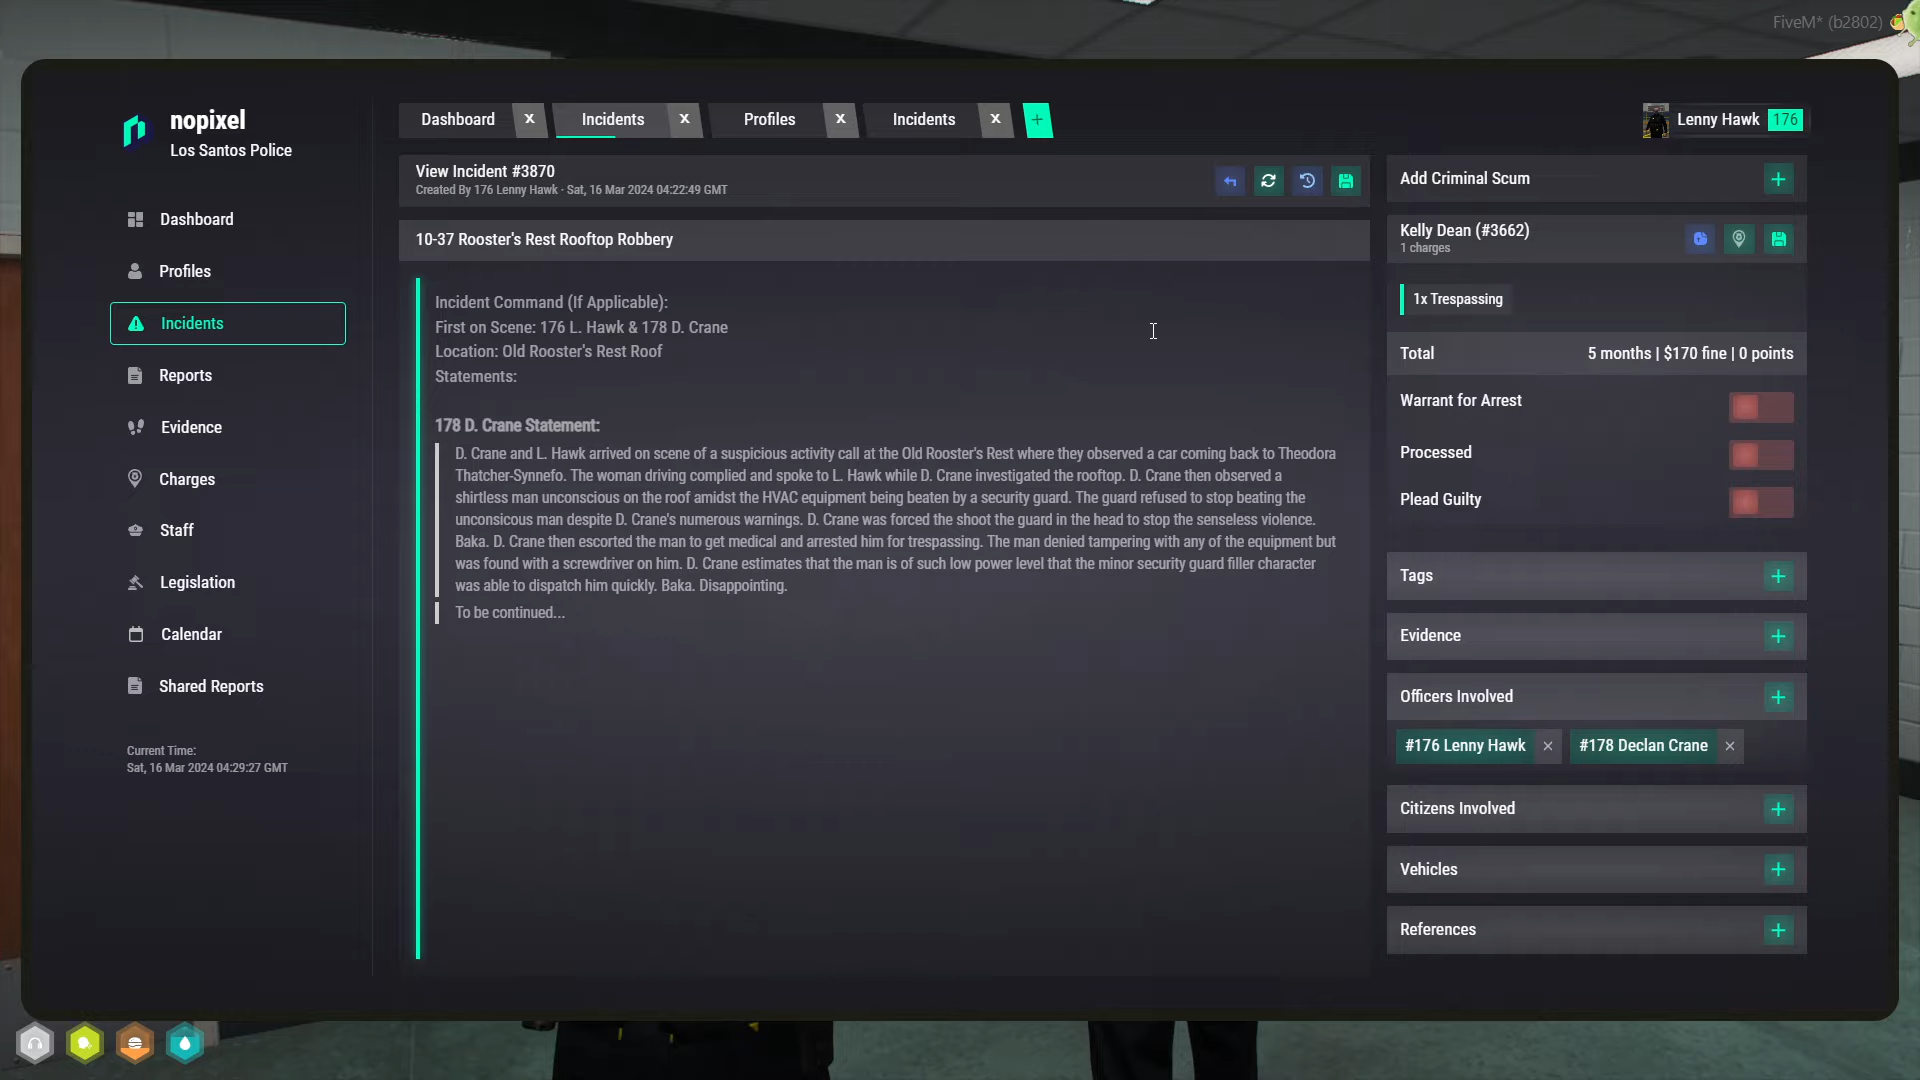 FiveM* (b2802)
nopixel
Los Santos Police
Dashboard
Profiles
Incidents
Reports
Evidence
Charges
Staff
Legislation
Calendar
Shared Reports
Current Time:
Sat, 16 Mar 2024 04:29:27 GMT
Dashboard x
Incidents x
Profiles x
Incidents x
+
Lenny Hawk 176
View Incident #3870
Created By 176 Lenny Hawk · Sat, 16 Mar 2024 04:22:49 GMT
10-37 Rooster's Rest Rooftop Robbery
Incident Command (If Applicable):
First on Scene: 176 L. Hawk & 178 D. Crane
Location: Old Rooster's Rest Roof
Statements:
178 D. Crane Statement:
D. Crane and L. Hawk arrived on scene of a suspicious activity call at the Old Rooster's Rest where they observed a car coming back to Theodora
Thatcher-Synnefo. The woman driving complied and spoke to L. Hawk while D. Crane investigated the rooftop. D. Crane then observed a
shirtless man unconscious on the roof amidst the HVAC equipment being beaten by a security guard. The guard refused to stop beating the
unconsicous man despite D. Crane's numerous warnings. D. Crane was forced the shoot the guard in the head to stop the senseless violence.
Baka. D. Crane then escorted the man to get medical and arrested him for trespassing. The man denied tampering with any of the equipment but
was found with a screwdriver on him. D. Crane estimates that the man is of such low power level that the minor security guard filler character
was able to dispatch him quickly. Baka. Disappointing.
To be continued...
Add Criminal Scum +
Kelly Dean (#3662)
1 charges
1x Trespassing
Total 5 months | $170 fine | 0 points
Warrant for Arrest
Processed
Plead Guilty
Tags +
Evidence +
Officers Involved +
#176 Lenny Hawk ×
#178 Declan Crane ×
Citizens Involved +
Vehicles +
References +